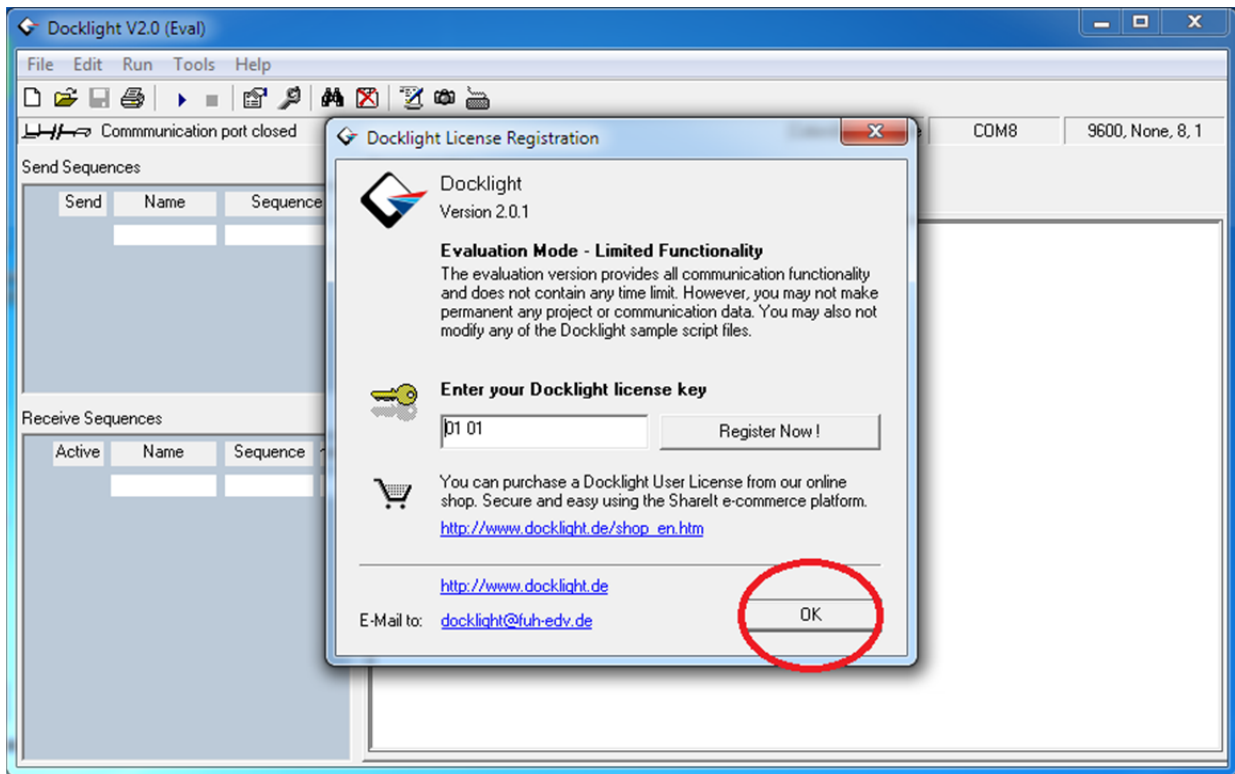 Docklight V2.0 (Eval)
File Edit Run Tools Help
Commmunication port closed
COM8
9600, None, 8, 1
Send Sequences
Send Name Sequence
Receive Sequences
Active Name Sequence
Docklight License Registration
Docklight
Version 2.0.1
Evaluation Mode - Limited Functionality
The evaluation version provides all communication functionality
and does not contain any time limit. However, you may not make
permanent any project or communication data. You may also not
modify any of the Docklight sample script files.
Enter your Docklight license key
01 01
Register Now !
You can purchase a Docklight User License from our online
shop. Secure and easy using the ShareIt e-commerce platform.
http://www.docklight.de/shop_en.htm
http://www.docklight.de
OK
E-Mail to: docklight@fuh-edv.de